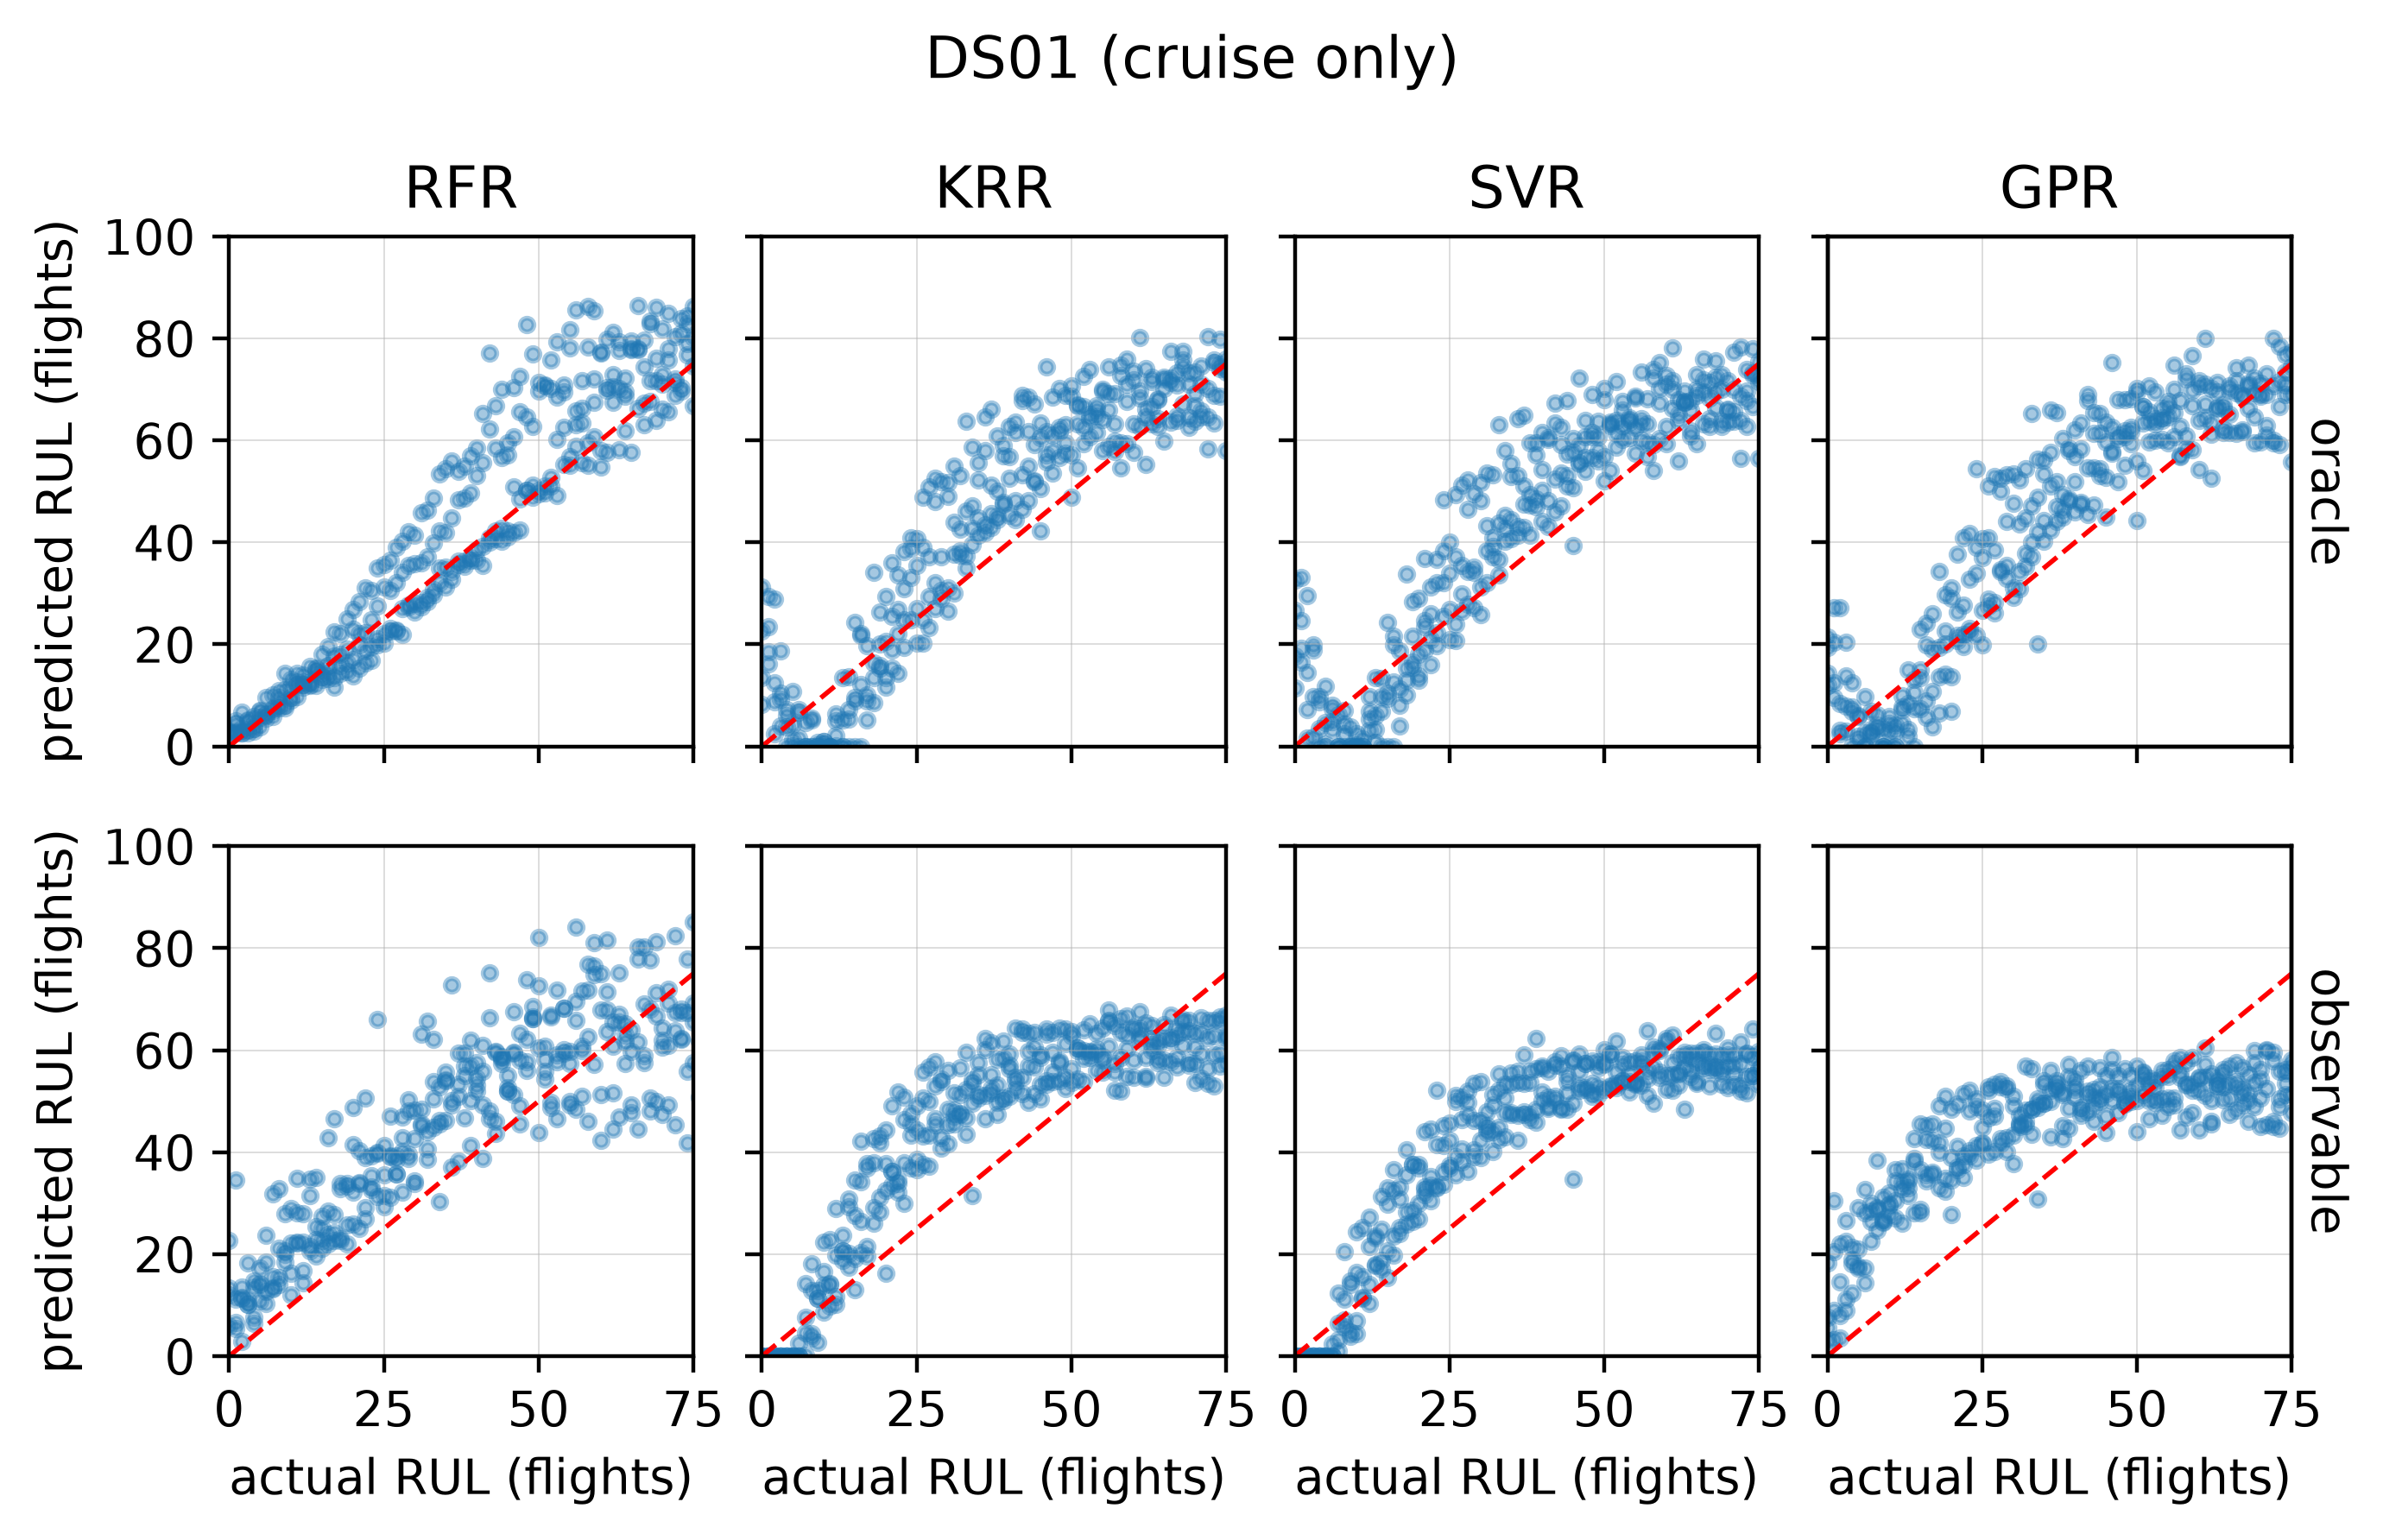 DS01 (cruise only)
RFR KRR SVR GPR
predicted RUL (flights)
100
80
60
40
20
0
oracle
predicted RUL (flights)
100
80
60
40
20
0
observable
0 25 50 75 0 25 50 75 0 25 50 75 0 25 50 75
actual RUL (flights) actual RUL (flights) actual RUL (flights) actual RUL (flights)